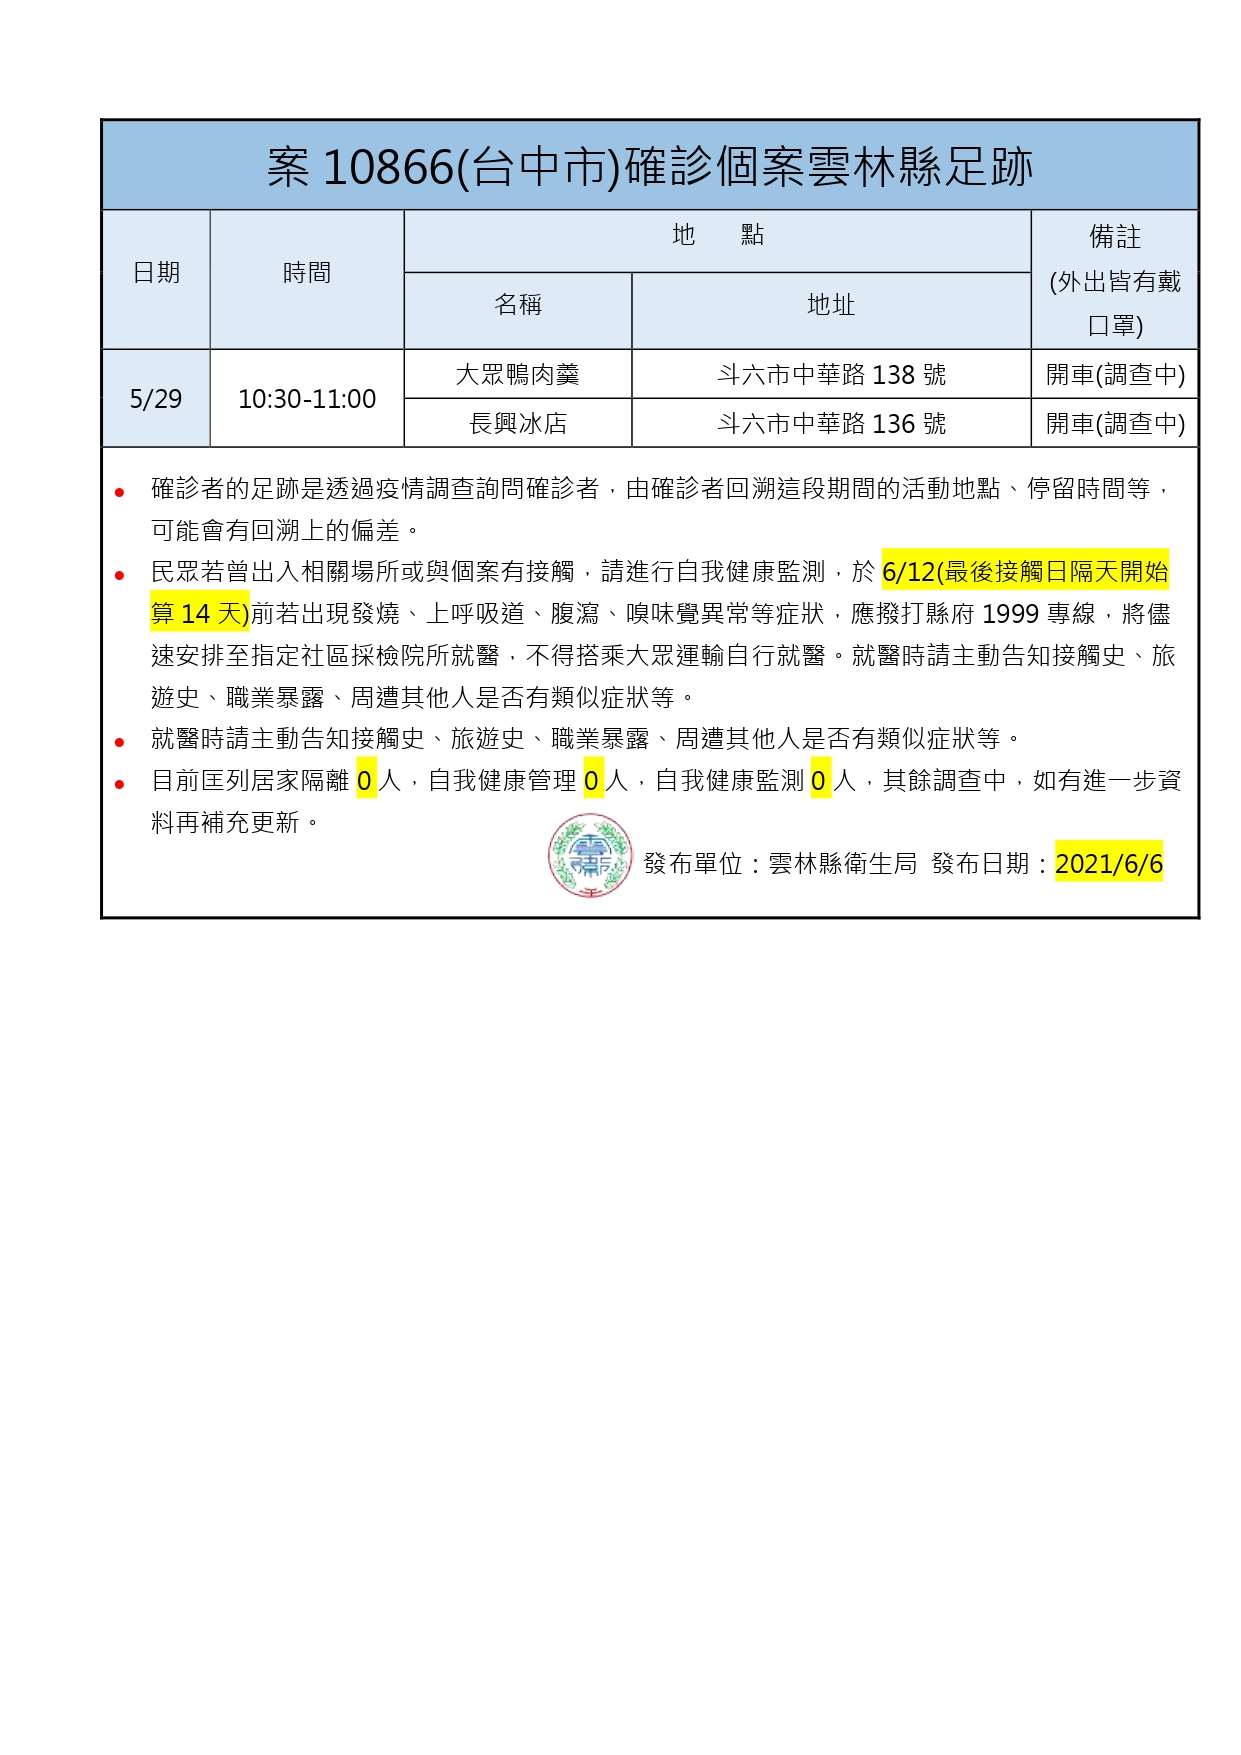 案 10866(台中市)確診個案雲林縣足跡
日期
時間
地 點
備註
(外出皆有戴
口罩)
名稱
地址
5/29
10:30-11:00
大眾鴨肉羹
斗六市中華路 138 號
開車(調查中)
長興冰店
斗六市中華路 136 號
開車(調查中)
● 確診者的足跡是透過疫情調查詢問確診者，由確診者回溯這段期間的活動地點、停留時間等，
可能會有回溯上的偏差。
● 民眾若曾出入相關場所或與個案有接觸，請進行自我健康監測，於 6/12(最後接觸日隔天開始
算 14 天)前若出現發燒、上呼吸道、腹瀉、嗅味覺異常等症狀，應撥打縣府 1999 專線，將儘
速安排至指定社區採檢院所就醫，不得搭乘大眾運輸自行就醫。就醫時請主動告知接觸史、旅
遊史、職業暴露、周遭其他人是否有類似症狀等。
● 就醫時請主動告知接觸史、旅遊史、職業暴露、周遭其他人是否有類似症狀等。
● 目前匡列居家隔離 0 人，自我健康管理 0 人，自我健康監測 0 人，其餘調查中，如有進一步資
料再補充更新。
發布單位：雲林縣衛生局 發布日期：2021/6/6